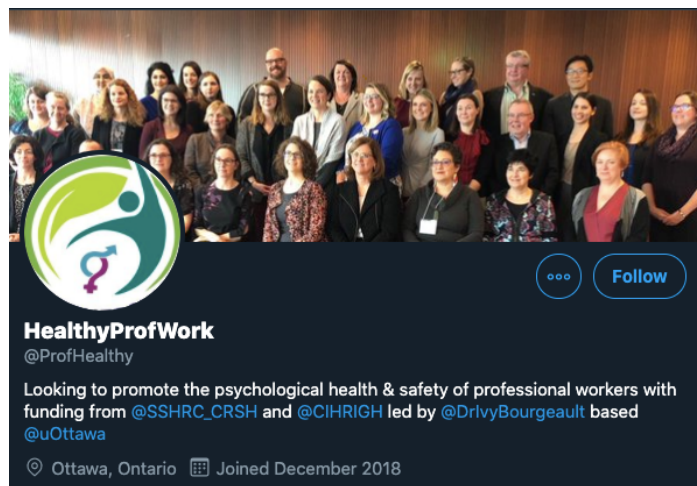 Follow
HealthyProfWork
@ProfHealthy
Looking to promote the psychological health & safety of professional workers with
funding from @SSHRC_CRSH and @CIHRIGH led by @DrIvyBourgeault based
@uOttawa
Ottawa, Ontario Joined December 2018